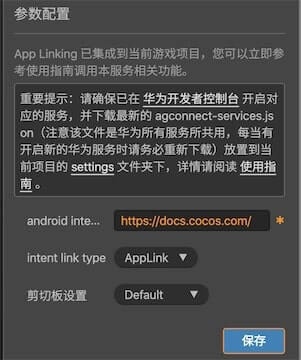 参数配置
App Linking 已集成到当前游戏项目，您可以立即参
考使用指南调用本服务相关功能。
重要提示：请确保已在 华为开发者控制台 开启对
应的服务，并下载最新的 agconnect-services.js
on（注意该文件是华为所有服务所共用，每当有
开启新的华为服务时请务必重新下载）放置到当
前项目的 settings 文件夹下，详情请阅读 使用指
南 。
android inte... https://docs.cocos.com/ *
intent link type AppLink
剪切板设置 Default
保存